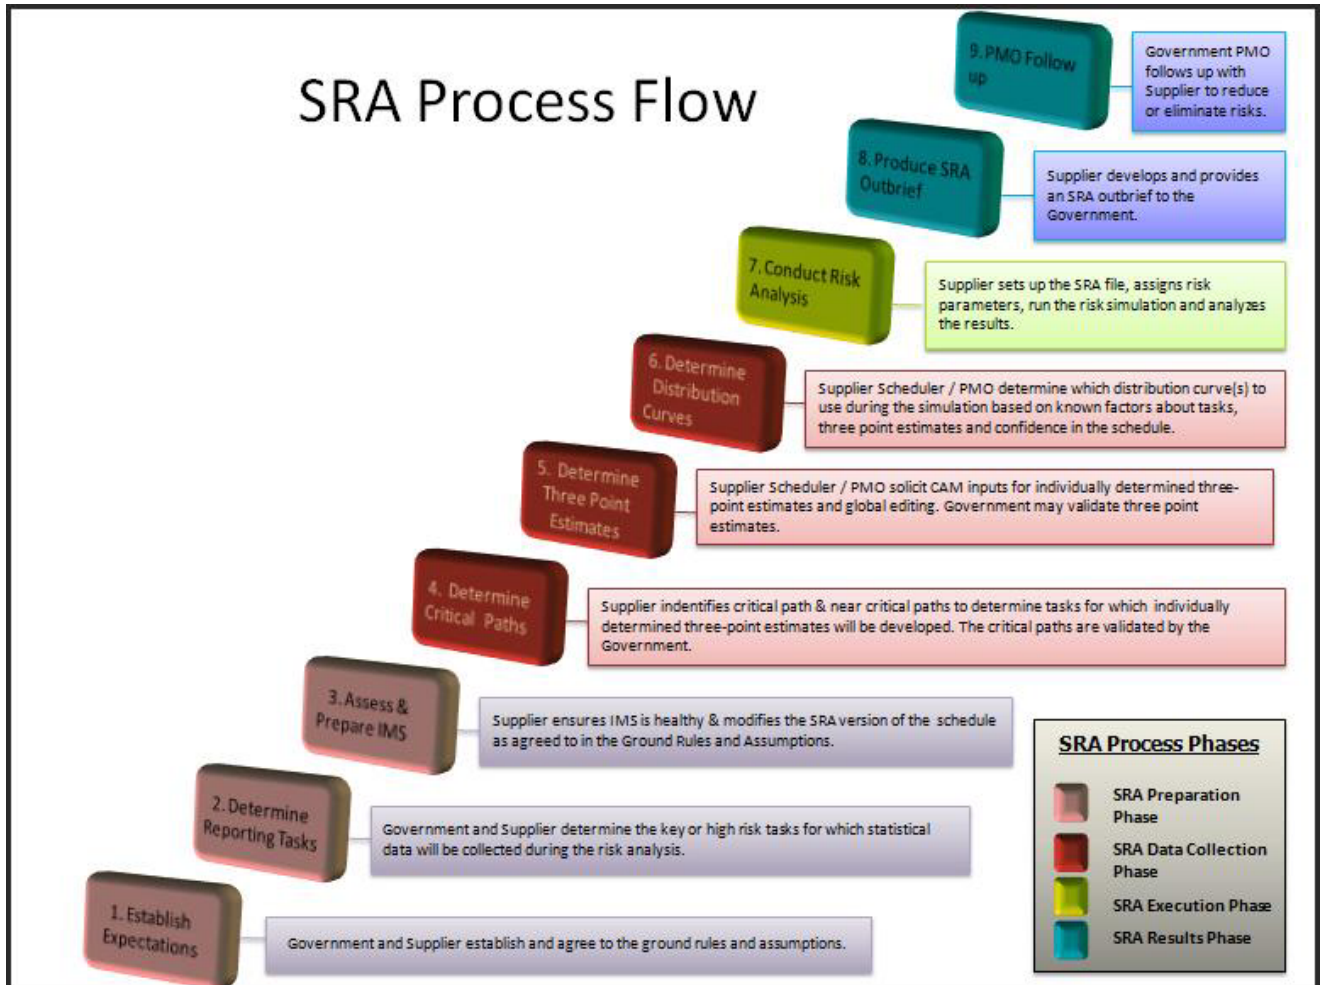 SRA Process Flow
9. PMO Follow
up
Government PMO
follows up with
Supplier to reduce
or eliminate risks.
8. Produce SRA
Outbrief
Supplier develops and provides
an SRA outbrief to the
Government.
7. Conduct Risk
Analysis
Supplier sets up the SRA file, assigns risk
parameters, run the risk simulation and analyzes
the results.
6. Determine
Distribution
Curves
Supplier Scheduler / PMO determine which distribution curve(s) to
use during the simulation based on known factors about tasks,
three point estimates and confidence in the schedule.
5. Determine
Three Point
Estimates
Supplier Scheduler / PMO solicit CAM inputs for individually determined three-
point estimates and global editing. Government may validate three point
estimates.
4. Determine
Critical Paths
Supplier indentifies critical path & near critical paths to determine tasks for which individually
determined three-point estimates will be developed. The critical paths are validated by the
Government.
3. Assess &
Prepare IMS
Supplier ensures IMS is healthy & modifies the SRA version of the schedule
as agreed to in the Ground Rules and Assumptions.
2. Determine
Reporting Tasks
Government and Supplier determine the key or high risk tasks for which statistical
data will be collected during the risk analysis.
1. Establish
Expectations
Government and Supplier establish and agree to the ground rules and assumptions.
SRA Process Phases
SRA Preparation
Phase
SRA Data Collection
Phase
SRA Execution Phase
SRA Results Phase